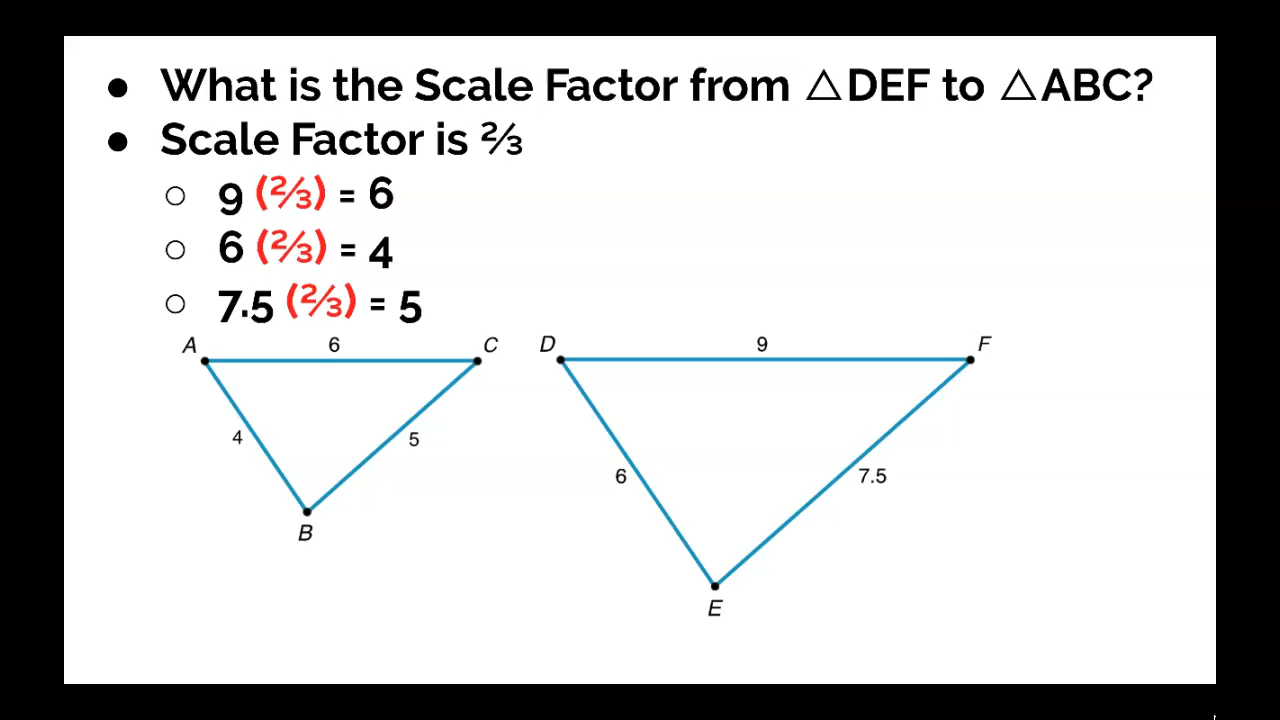 ● What is the Scale Factor from △DEF to △ABC?
● Scale Factor is ⅔
○ 9 (⅔) = 6
○ 6 (⅔) = 4
○ 7.5 (⅔) = 5
A 6 C D 9 F
4 5
6 7.5
B
E